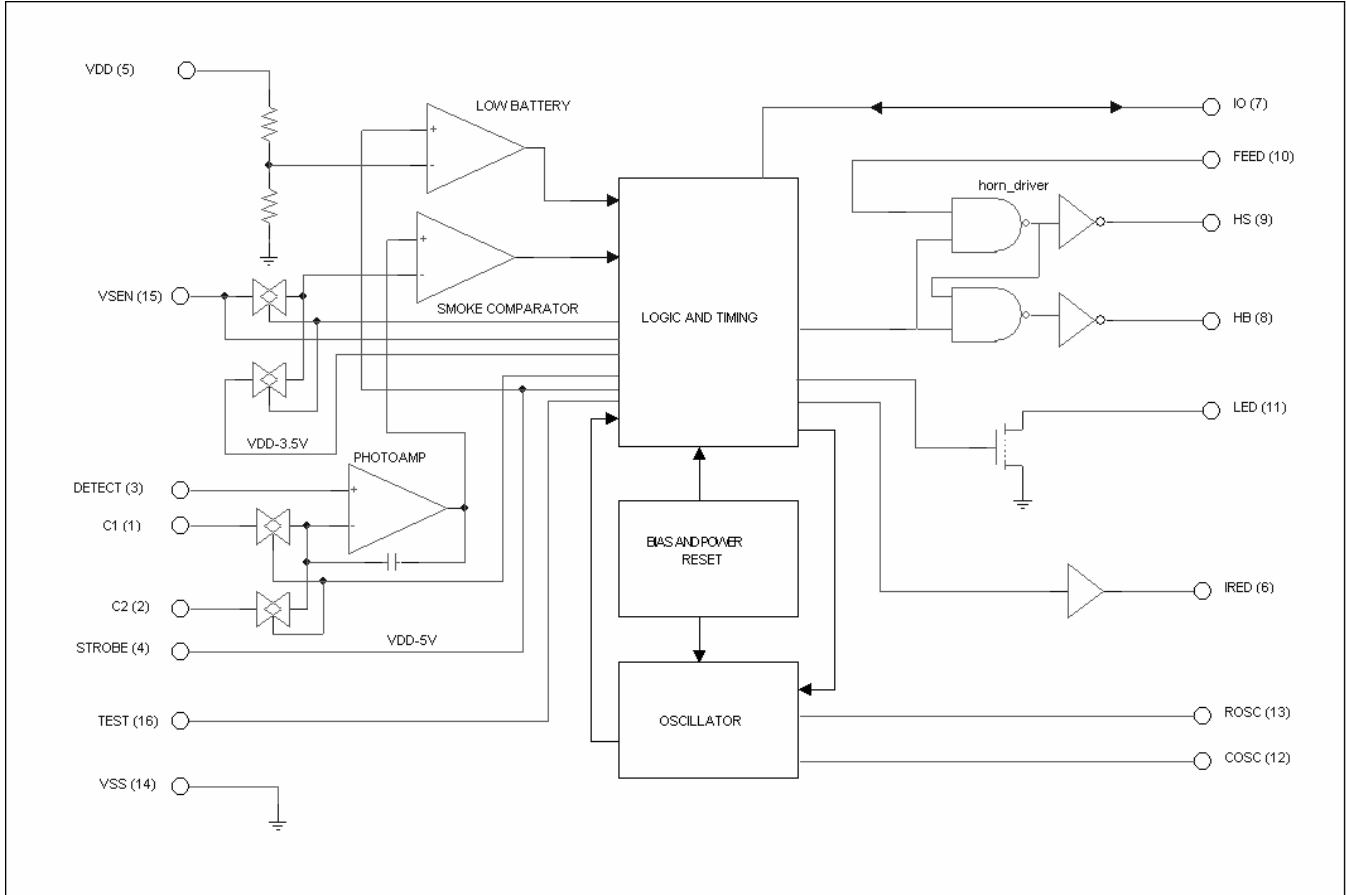 VDD (5)
LOW BATTERY
+
-
IO (7)
FEED (10)
horn_driver
HS (9)
+
-
VSEN (15)
SMOKE COMPARATOR
LOGIC AND TIMING
HB (8)
VDD-3.5V
LED (11)
PHOTOAMP
DETECT (3)
+
C1 (1)
-
BIAS AND POWER
RESET
C2 (2)
IRED (6)
STROBE (4)
VDD-5V
TEST (16)
OSCILLATOR
ROSC (13)
COSC (12)
VSS (14)